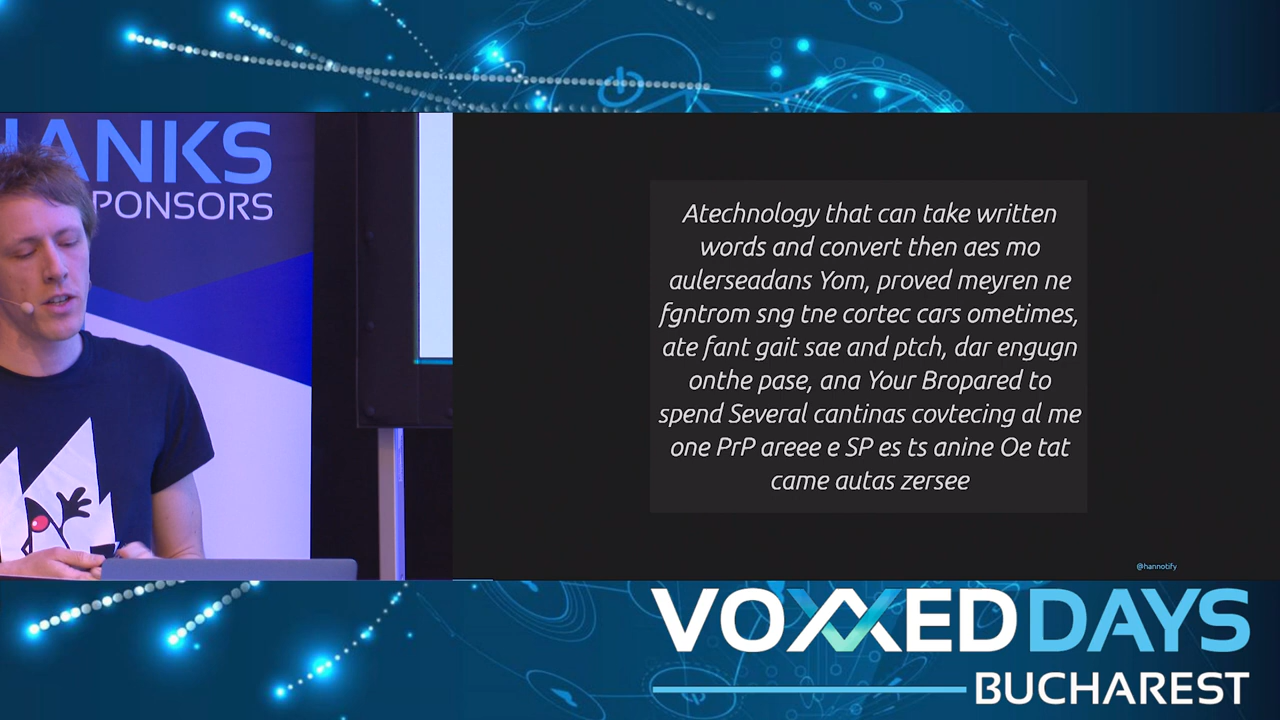 HANKS
PONSORS
Atechnology that can take written
words and convert then aes mo
aulerseadans Yom, proved meyren ne
fgntrom sng tne cortec cars ometimes,
ate fant gait sae and ptch, dar engugn
onthe pase, ana Your Bropared to
spend Several cantinas covtecing al me
one PrP areee e SP es ts anine Oe tat
came autas zersee
@hannotify
VOXXED DAYS
BUCHAREST